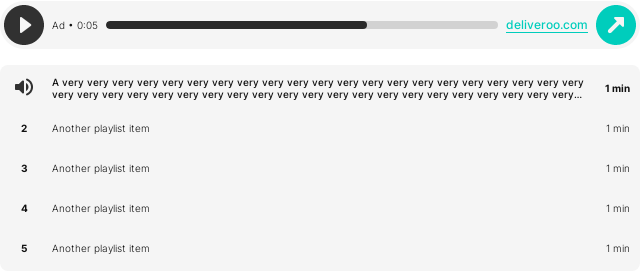 Ad • 0:05
deliveroo.com
A very very very very very very very very very very very very very very very very very very very very very
very very very very very very very very very very very very very very very very very very very very very...
1 min
2 Another playlist item 1 min
3 Another playlist item 1 min
4 Another playlist item 1 min
5 Another playlist item 1 min